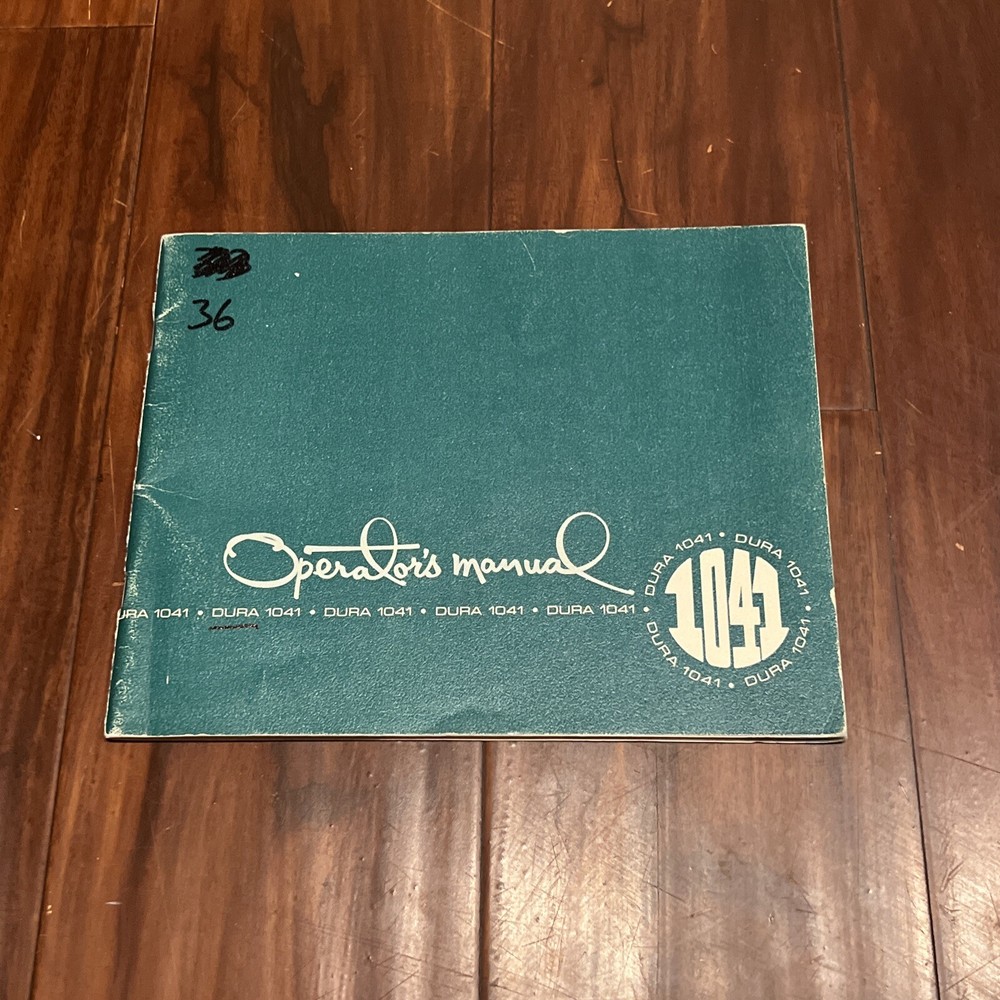 36
Operator's manual
URA 1041 • DURA 1041 • DURA 1041 • DURA 1041 • DURA 1041 •
DURA 1041 • DURA 1041 • DURA 1041 • DURA 1041 •
1041